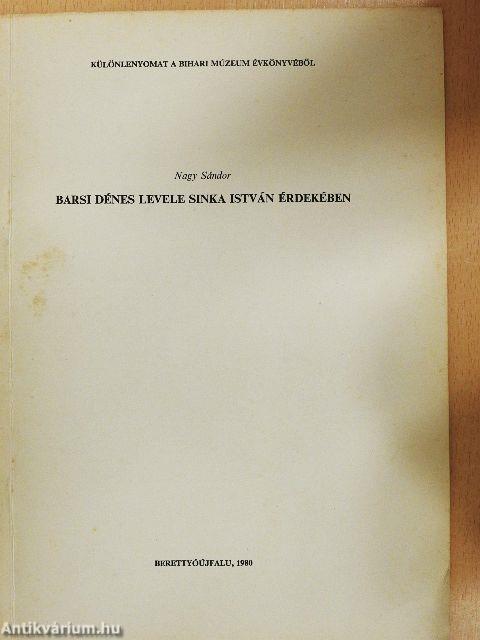 KÜLÖNLENYOMAT A BIHARI MÚZEUM ÉVKÖNYVÉBŐL
Nagy Sándor
BARSI DÉNES LEVELE SINKA ISTVÁN ÉRDEKÉBEN
BERETTYÓÚJFALU, 1980
Antikvárium.hu